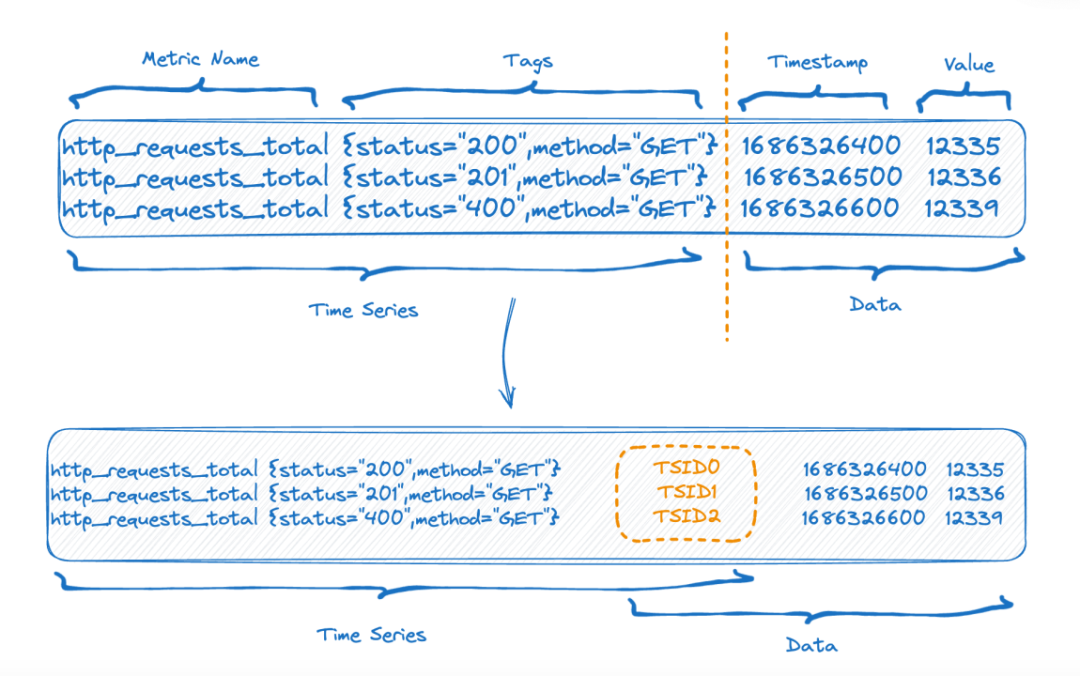 Metric Name Tags Timestamp Value
http_requests_total {status="200",method="GET"} 1686326400 12335
http_requests_total {status="201",method="GET"} 1686326500 12336
http_requests_total {status="400",method="GET"} 1686326600 12339
Time Series Data
http_requests_total {status="200",method="GET"} TSID0 1686326400 12335
http_requests_total {status="201",method="GET"} TSID1 1686326500 12336
http_requests_total {status="400",method="GET"} TSID2 1686326600 12339
Time Series Data